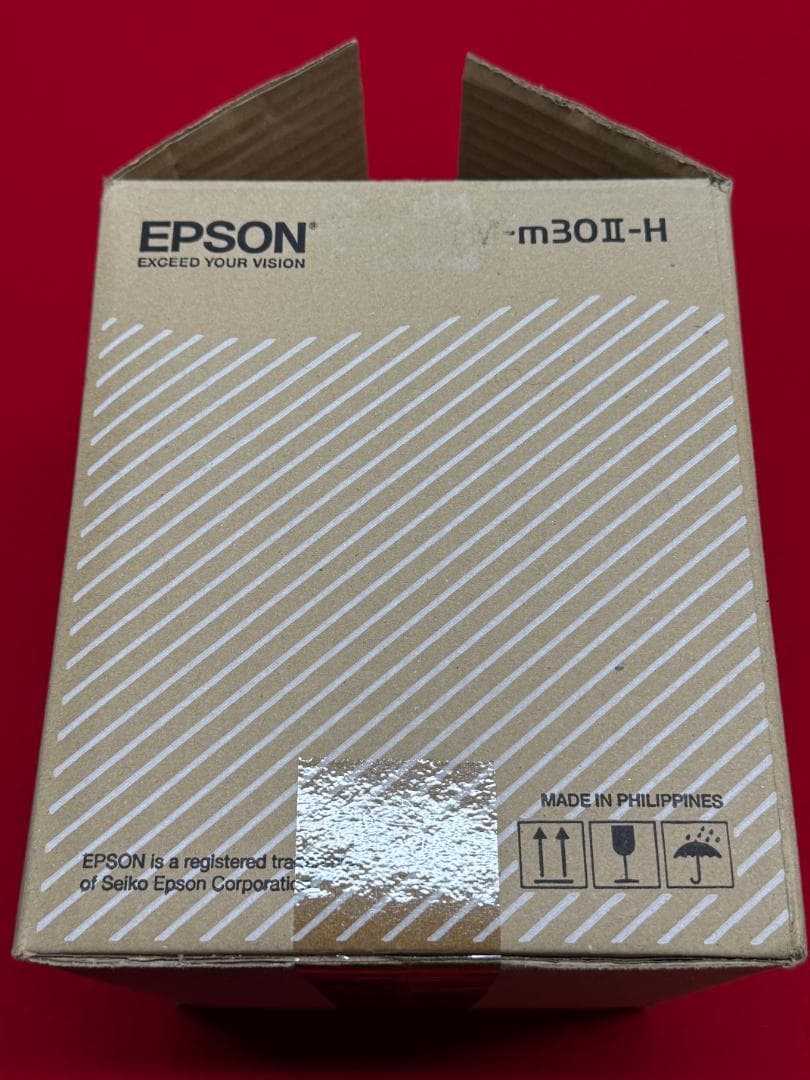 EPSON®
EXCEED YOUR VISION
-m30II-H
MADE IN PHILIPPINES
EPSON is a registered
of Seiko Epson